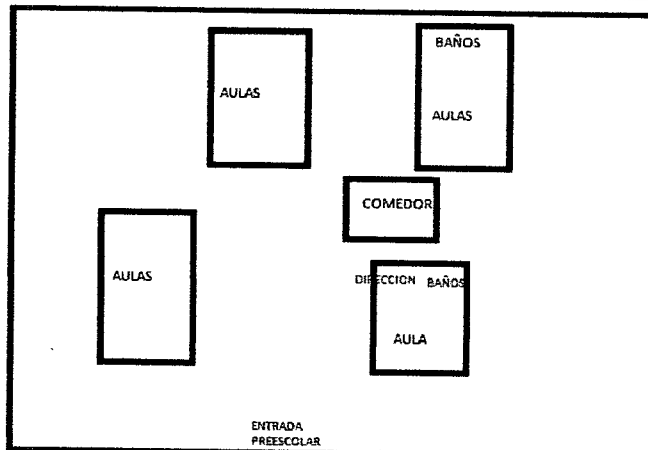 BAÑOS
AULAS
AULAS
COMEDOR
AULAS
DIRECCION BAÑOS
AULA
ENTRADA
PREESCOLAR